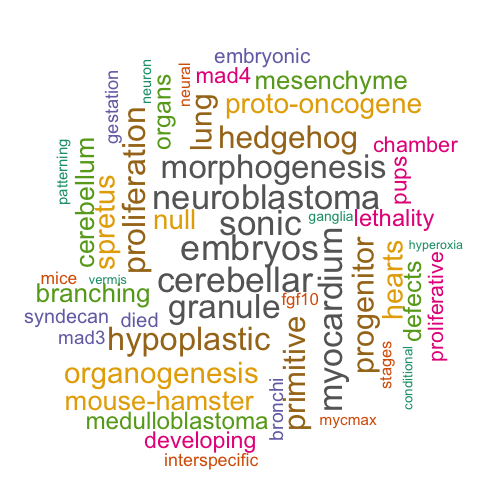 embryonic
neuron
neural
mad4
mesenchyme
gestation
organs
lung
proto-oncogene
proliferation
hedgehog
chamber
patterning
cerebellum
morphogenesis
pups
spretus
neuroblastoma
null
sonic
ganglia
lethality
embryos
hyperoxia
mice
vermjs
cerebellar
myocardium
progenitor
hearts
defects
proliferative
branching
granule
fgf10
syndecan
died
mad3
hypoplastic
primitive
stages
conditional
organogenesis
mouse-hamster
bronchi
medulloblastoma
mycmax
developing
interspecific